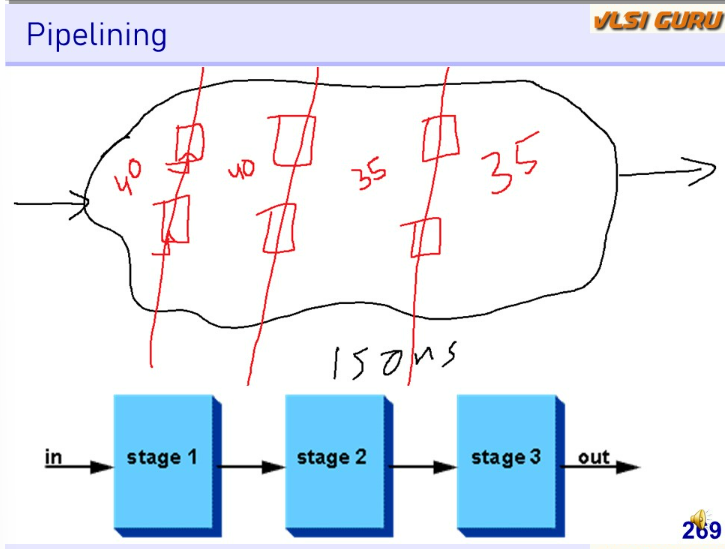 Pipelining
VLSI GURU
40 40 35 35
150ns
in stage 1 stage 2 stage 3 out
269